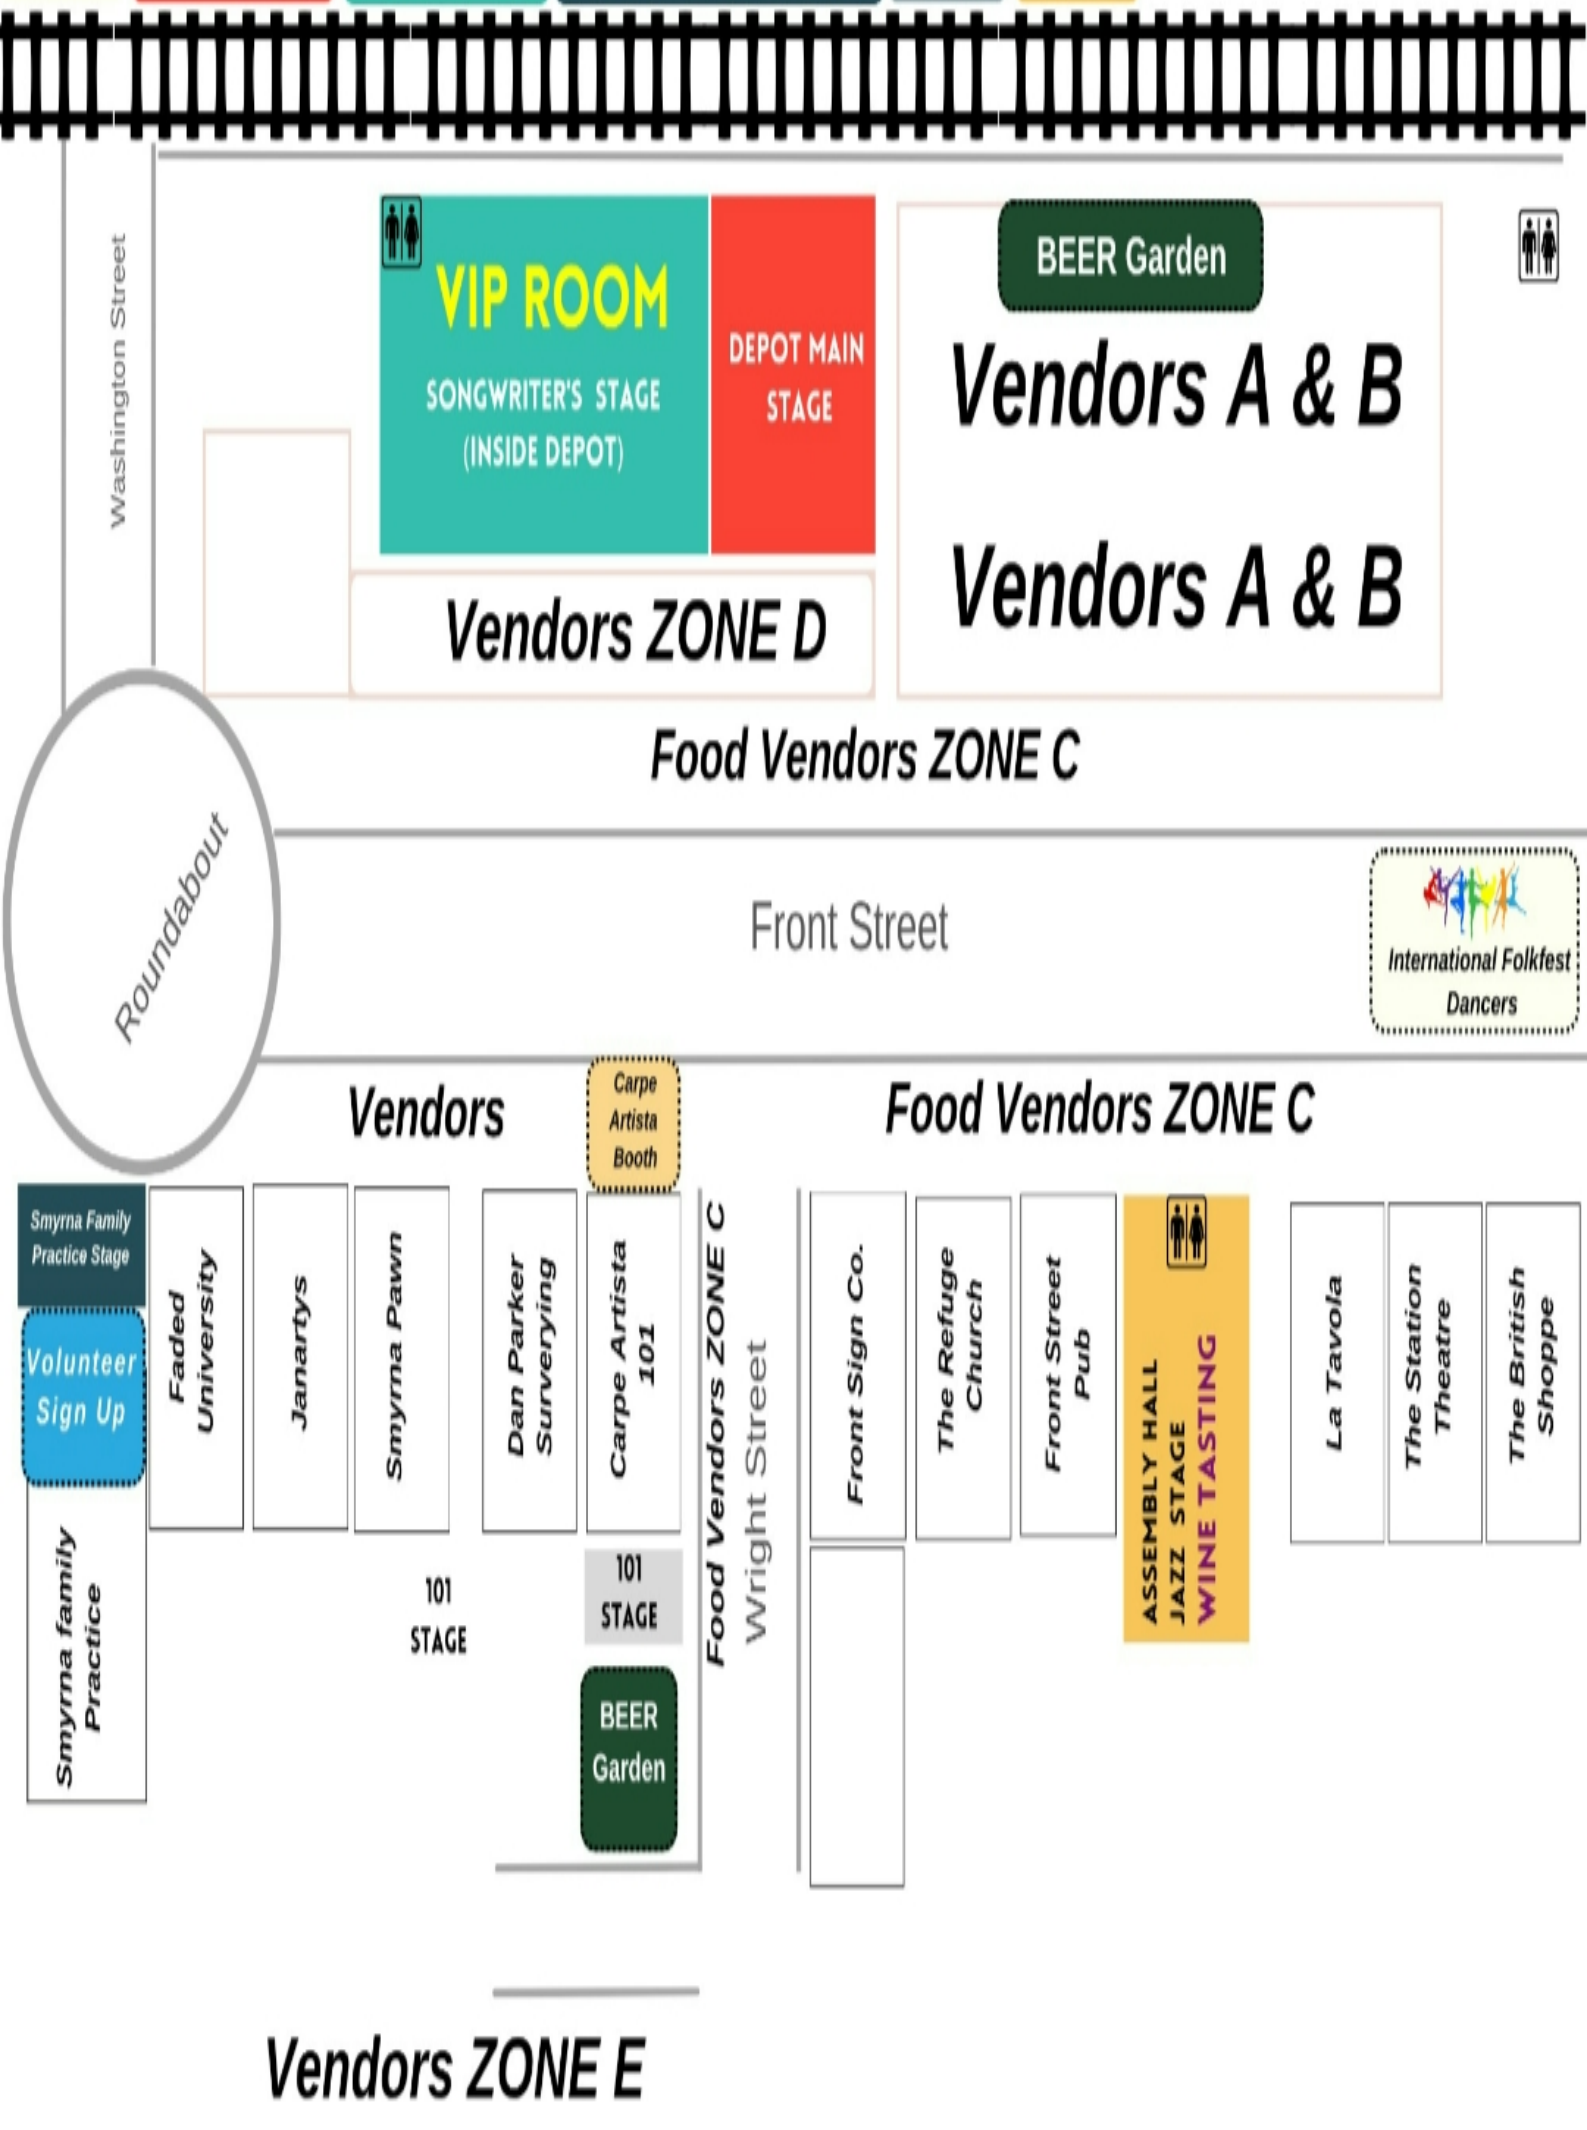 Washington Street
VIP ROOM
SONGWRITER'S STAGE
(INSIDE DEPOT)
DEPOT MAIN
STAGE
BEER Garden
Vendors A & B
Vendors A & B
Vendors ZONE D
Food Vendors ZONE C
Roundabout
Front Street
International Folkfest
Dancers
Vendors
Carpe
Artista
Booth
Food Vendors ZONE C
Smyrna Family
Practice Stage
Volunteer
Sign Up
Smyrna family
Practice
Faded
University
Janartys
Smyrna Pawn
Dan Parker
Surverying
Carpe Artista
101
Food Vendors ZONE C
Wright Street
Front Sign Co.
The Refuge
Church
Front Street
Pub
ASSEMBLY HALL
JAZZ STAGE
WINE TASTING
La Tavola
The Station
Theatre
The British
Shoppe
101
STAGE
101
STAGE
BEER
Garden
Vendors ZONE E